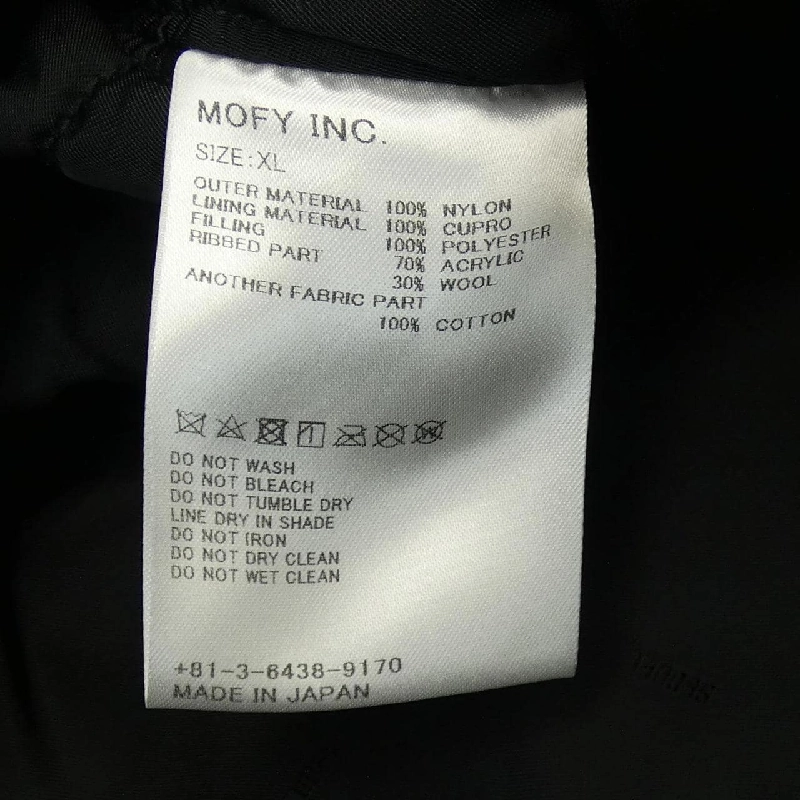 MOFY INC.
SIZE:XL
OUTER MATERIAL 100% NYLON
LINING MATERIAL 100% CUPRO
FILLING 100% POLYESTER
RIBBED PART 70% ACRYLIC
30% WOOL
ANOTHER FABRIC PART
100% COTTON
DO NOT WASH
DO NOT BLEACH
DO NOT TUMBLE DRY
LINE DRY IN SHADE
DO NOT IRON
DO NOT DRY CLEAN
DO NOT WET CLEAN
+81-3-6438-9170
MADE IN JAPAN